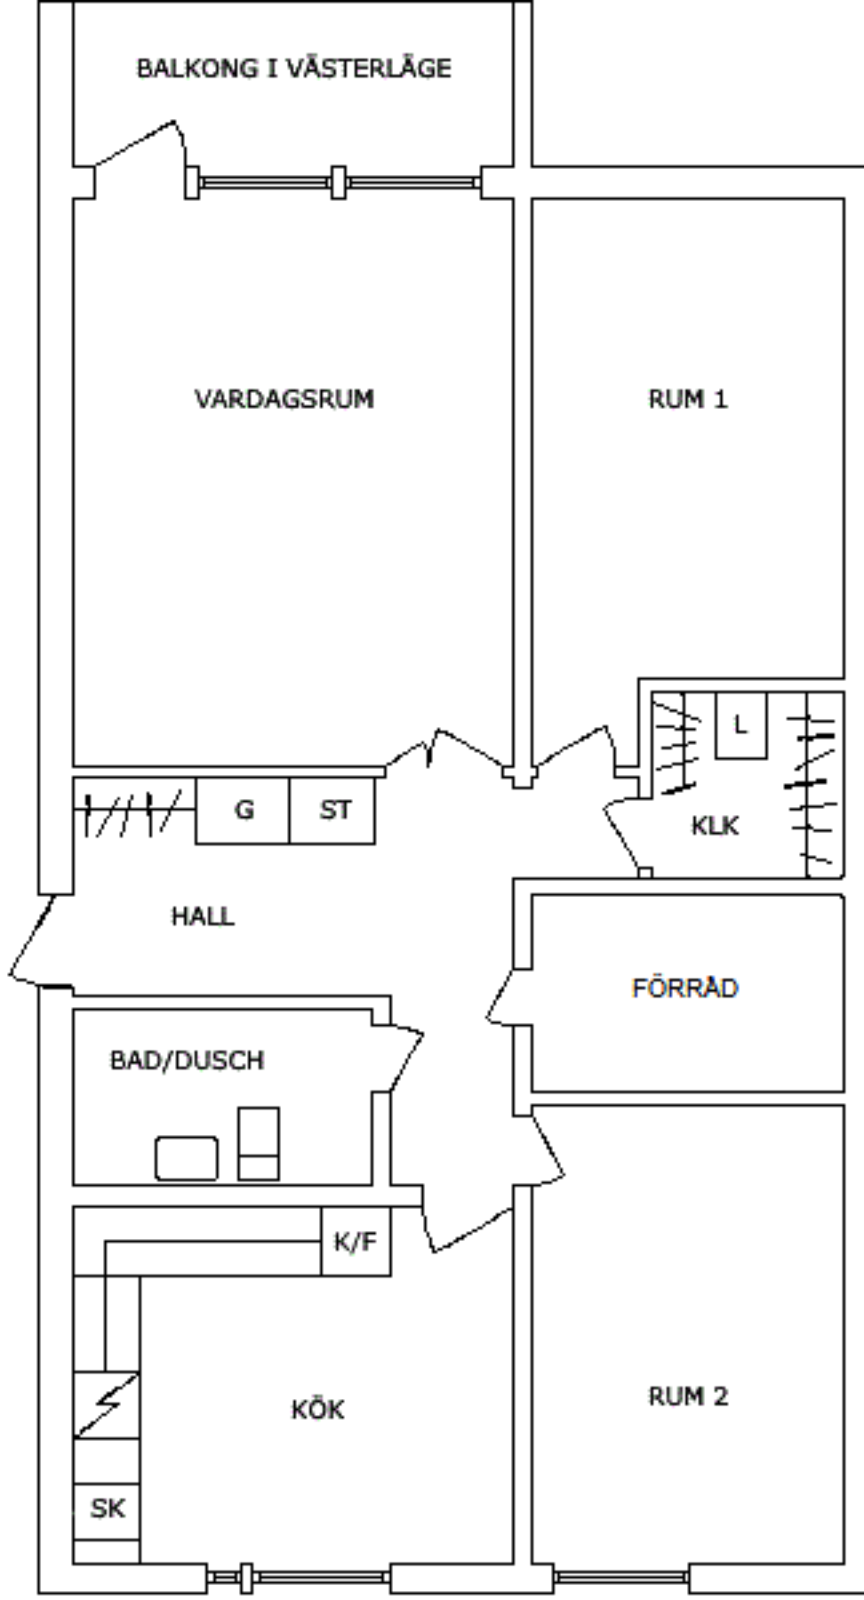 BALKONG I VÄSTERLÄGE
VARDAGSRUM
RUM 1
L
G
ST
KLK
HALL
FÖRRÅD
BAD/DUSCH
K/F
KÖK
RUM 2
SK